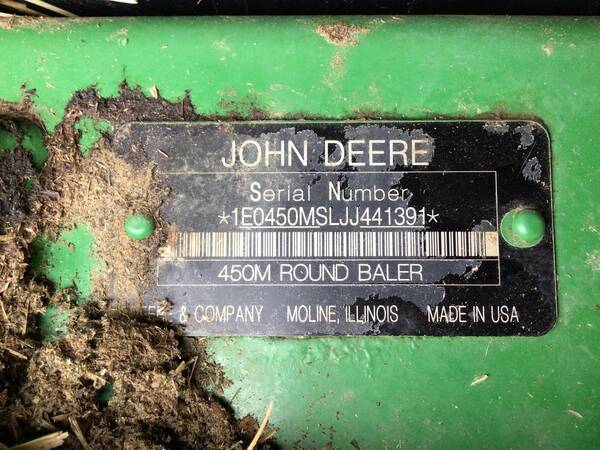 JOHN DEERE
Serial Number
*1E0450MSLJJ441391*
450M ROUND BALER
& COMPANY MOLINE, ILLINOIS MADE IN USA